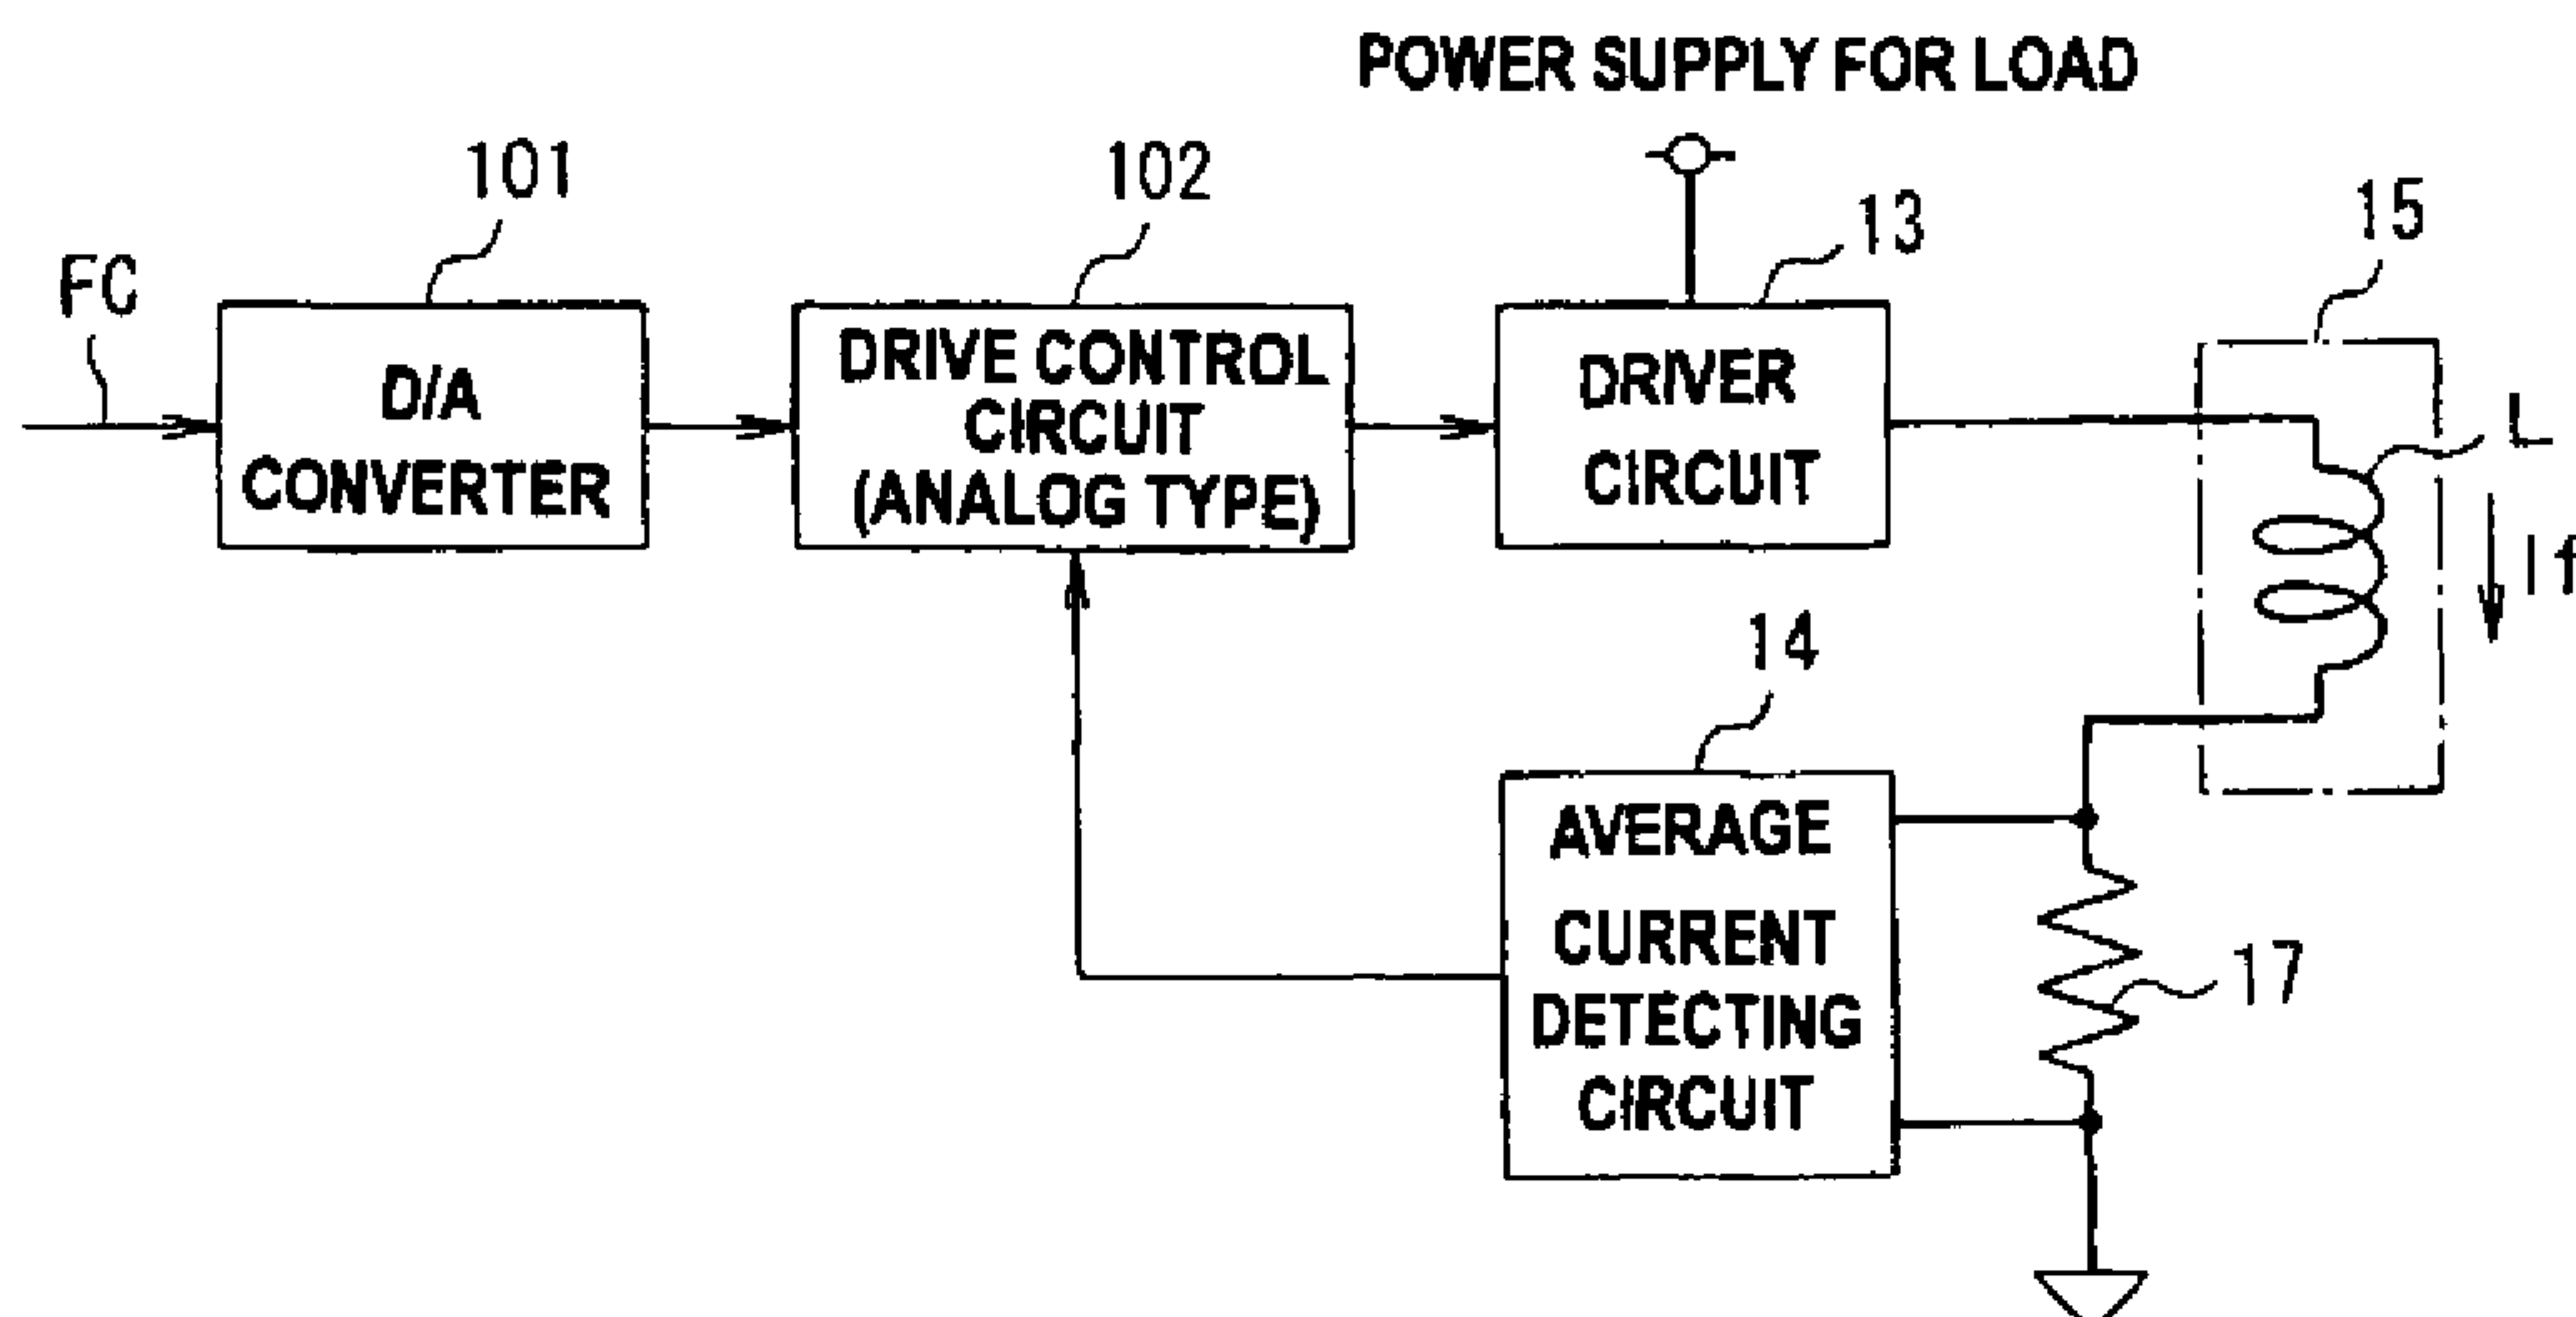 POWER SUPPLY FOR LOAD
101
102
13
15
FC
D/A
CONVERTER
DRIVE CONTROL
CIRCUIT
(ANALOG TYPE)
DRIVER
CIRCUIT
L
If
14
AVERAGE
CURRENT
DETECTING
CIRCUIT
17